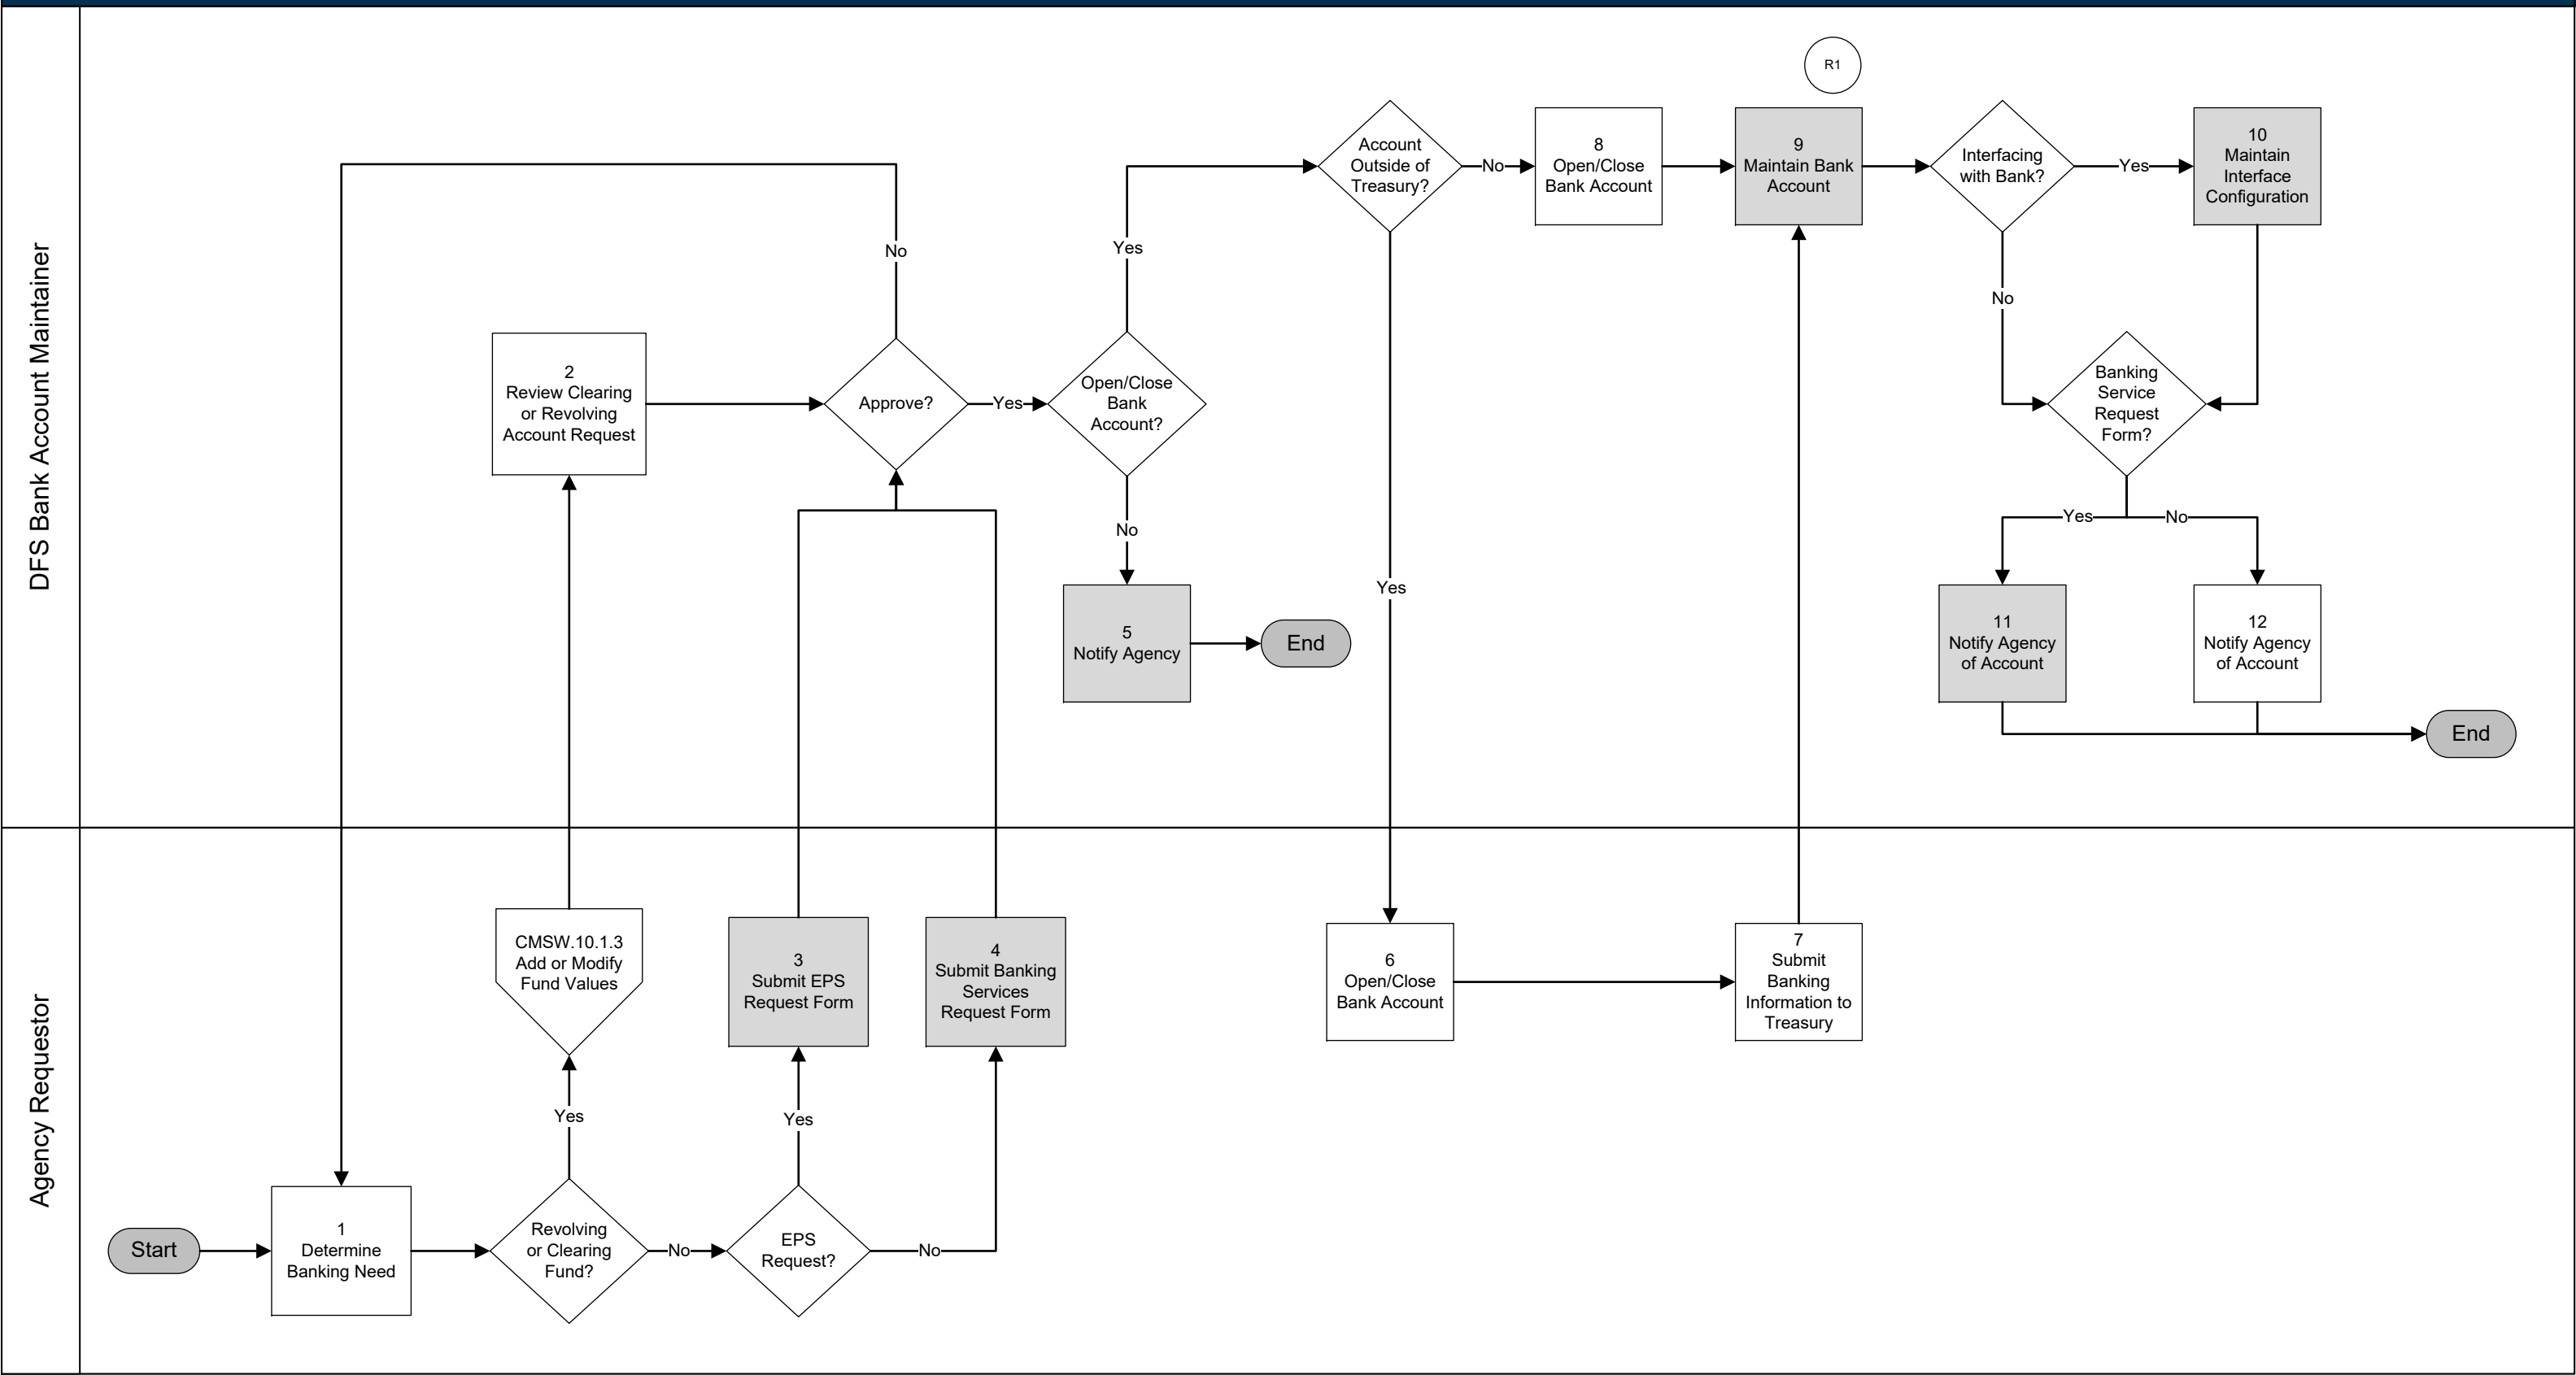 DFS Bank Account Maintainer
R1
Account
Outside of
Treasury?
No
8
Open/Close
Bank Account
9
Maintain Bank
Account
Interfacing
with Bank?
Yes
10
Maintain
Interface
Configuration
No
Yes
No
2
Review Clearing
or Revolving
Account Request
Approve?
Yes
Open/Close
Bank
Account?
Banking
Service
Request
Form?
No
Yes
No
Yes
5
Notify Agency
End
11
Notify Agency
of Account
12
Notify Agency
of Account
End
Agency Requestor
CMSW.10.1.3
Add or Modify
Fund Values
3
Submit EPS
Request Form
4
Submit Banking
Services
Request Form
6
Open/Close
Bank Account
7
Submit
Banking
Information to
Treasury
Yes
Yes
Start
1
Determine
Banking Need
Revolving
or Clearing
Fund?
No
EPS
Request?
No